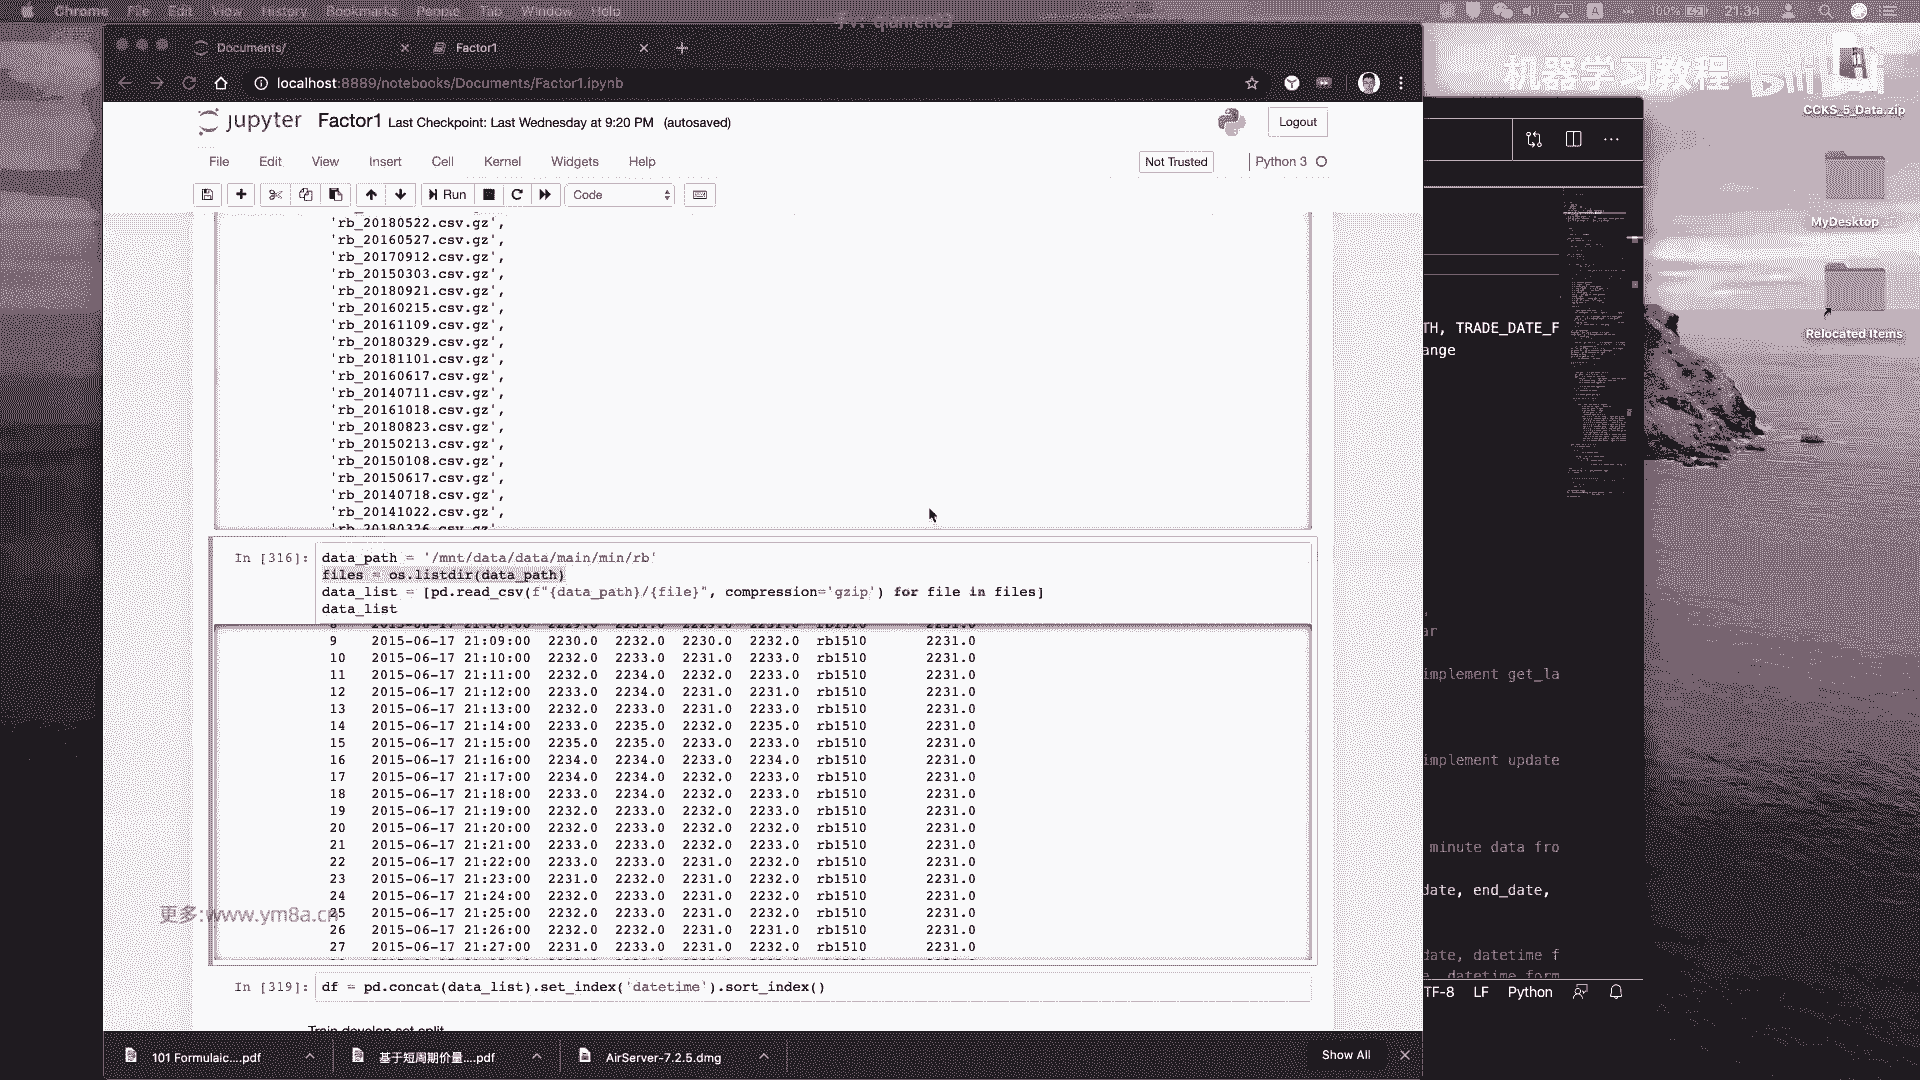 Chrome File Edit View History Bookmarks People Tab Window Help
100% 21:34
Documents/
Factor1
localhost:8889/notebooks/Documents/Factor1.ipynb
机器学习教程 bilibili
CCKS_5_Data.zip
MyDesktop
Relocated Items
jupyter Factor1 Last Checkpoint: Last Wednesday at 9:20 PM (autosaved)
Logout
File Edit View Insert Cell Kernel Widgets Help
Not Trusted
Python 3
Run
Code
'rb_20180522.csv.gz',
'rb_20160527.csv.gz',
'rb_20170912.csv.gz',
'rb_20150303.csv.gz',
'rb_20180921.csv.gz',
'rb_20160215.csv.gz',
'rb_20161109.csv.gz',
'rb_20180329.csv.gz',
'rb_20181101.csv.gz',
'rb_20160617.csv.gz',
'rb_20140711.csv.gz',
'rb_20161018.csv.gz',
'rb_20180823.csv.gz',
'rb_20150213.csv.gz',
'rb_20150108.csv.gz',
'rb_20150617.csv.gz',
'rb_20140718.csv.gz',
'rb_20141022.csv.gz',
'rb_20180326.csv.gz'
In [316]:
data_path = '/mnt/data/data/main/min/rb'
files = os.listdir(data_path)
data_list = [pd.read_csv(f"{data_path}/{file}", compression='gzip') for file in files]
data_list
9 2015-06-17 21:09:00 2230.0 2232.0 2230.0 2232.0 rb1510 2231.0
10 2015-06-17 21:10:00 2232.0 2233.0 2231.0 2233.0 rb1510 2231.0
11 2015-06-17 21:11:00 2232.0 2234.0 2232.0 2233.0 rb1510 2231.0
12 2015-06-17 21:12:00 2233.0 2234.0 2231.0 2231.0 rb1510 2231.0
13 2015-06-17 21:13:00 2232.0 2233.0 2231.0 2233.0 rb1510 2231.0
14 2015-06-17 21:14:00 2233.0 2235.0 2232.0 2235.0 rb1510 2231.0
15 2015-06-17 21:15:00 2235.0 2235.0 2233.0 2233.0 rb1510 2231.0
16 2015-06-17 21:16:00 2234.0 2234.0 2233.0 2234.0 rb1510 2231.0
17 2015-06-17 21:17:00 2234.0 2234.0 2232.0 2233.0 rb1510 2231.0
18 2015-06-17 21:18:00 2233.0 2234.0 2232.0 2233.0 rb1510 2231.0
19 2015-06-17 21:19:00 2232.0 2233.0 2232.0 2233.0 rb1510 2231.0
20 2015-06-17 21:20:00 2232.0 2233.0 2232.0 2232.0 rb1510 2231.0
21 2015-06-17 21:21:00 2233.0 2233.0 2232.0 2233.0 rb1510 2231.0
22 2015-06-17 21:22:00 2233.0 2233.0 2231.0 2232.0 rb1510 2231.0
23 2015-06-17 21:23:00 2231.0 2232.0 2231.0 2232.0 rb1510 2231.0
24 2015-06-17 21:24:00 2232.0 2233.0 2231.0 2232.0 rb1510 2231.0
25 2015-06-17 21:25:00 2232.0 2233.0 2231.0 2232.0 rb1510 2231.0
26 2015-06-17 21:26:00 2232.0 2232.0 2231.0 2232.0 rb1510 2231.0
27 2015-06-17 21:27:00 2231.0 2233.0 2231.0 2232.0 rb1510 2231.0
更多:www.ym8a.cn
In [319]:
df = pd.concat(data_list).set_index('datetime').sort_index()
Train develop set split
TH, TRADE_DATE_F
ange
ar
implement get_la
implement update
minute data fro
date, end_date,
date, datetime f
e, datetime form
TF-8 LF Python
101 Formulaic....pdf
基于短周期价量....pdf
AirServer-7.2.5.dmg
Show All